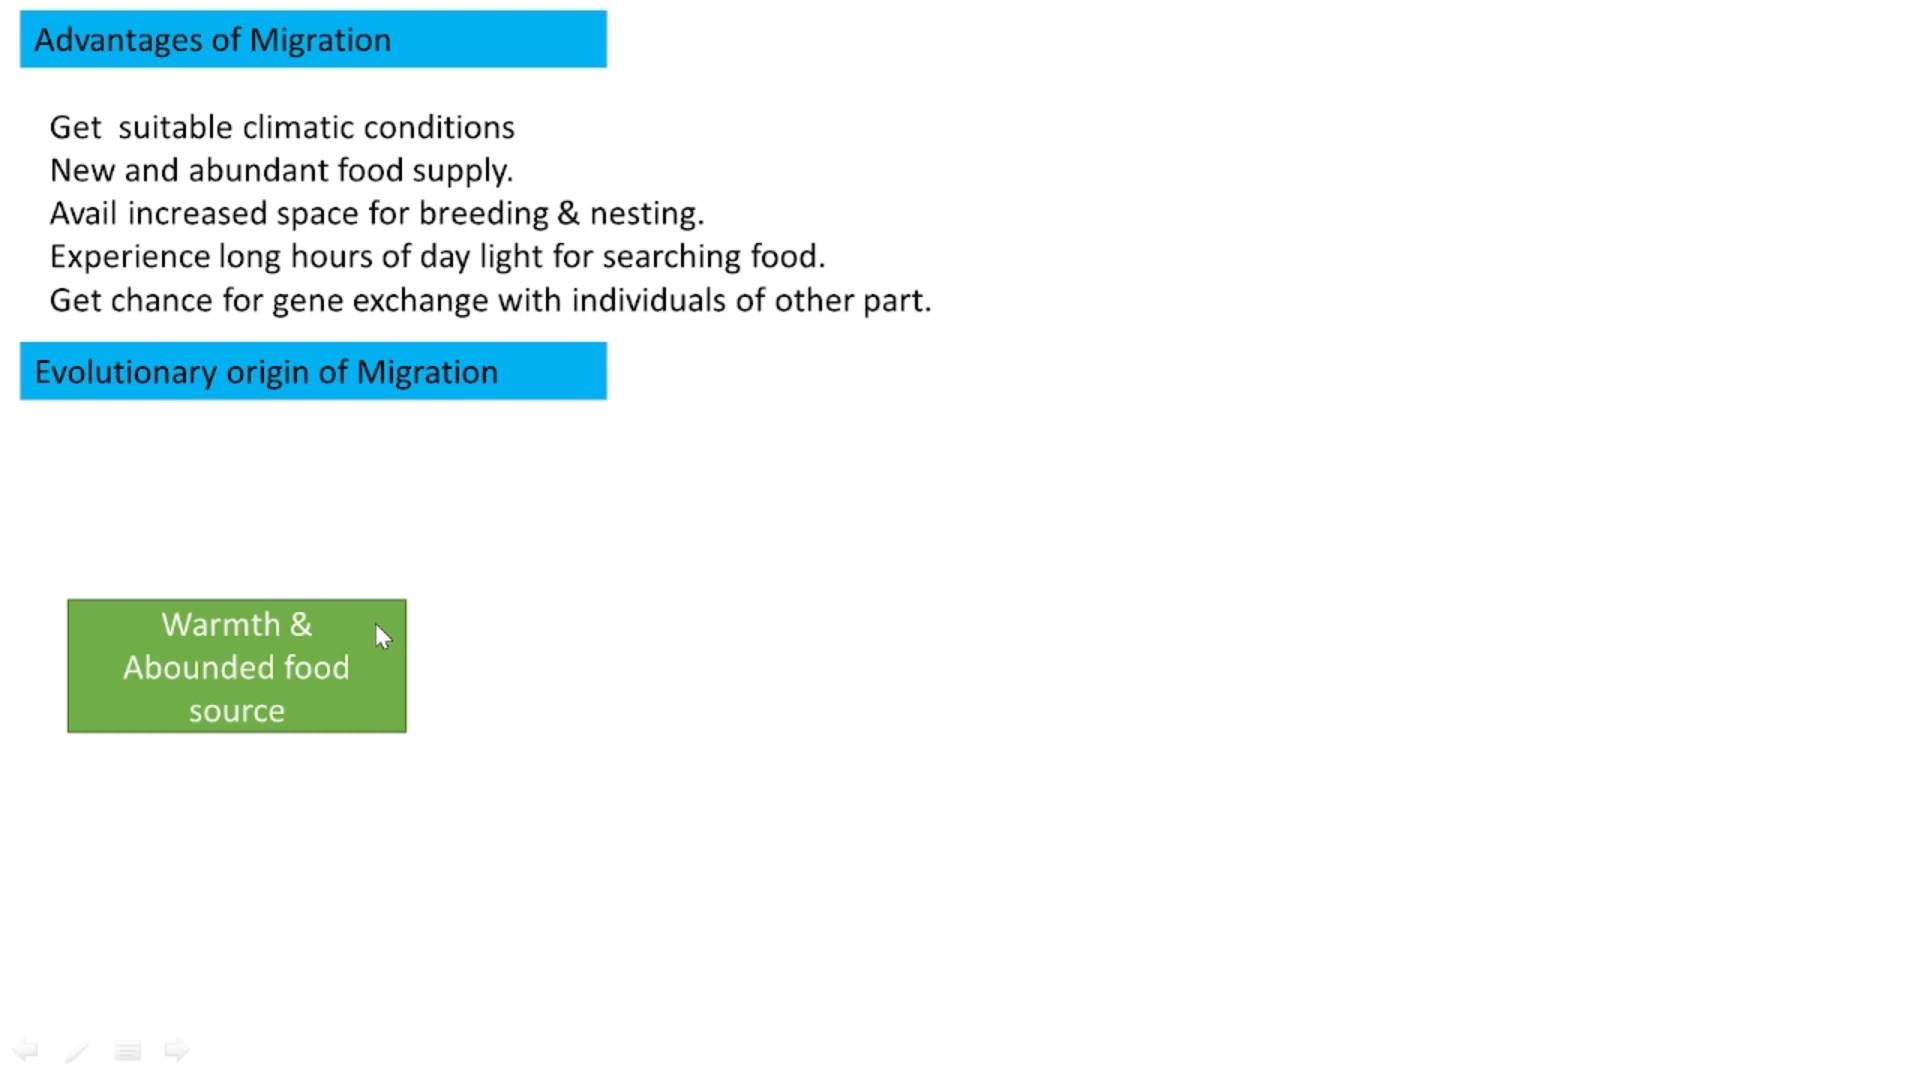 Advantages of Migration
Get  suitable climatic conditions
New and abundant food supply.
Avail increased space for breeding & nesting.
Experience long hours of day light for searching food.
Get chance for gene exchange with individuals of other part.
Evolutionary origin of Migration
Warmth &
Abounded food
source